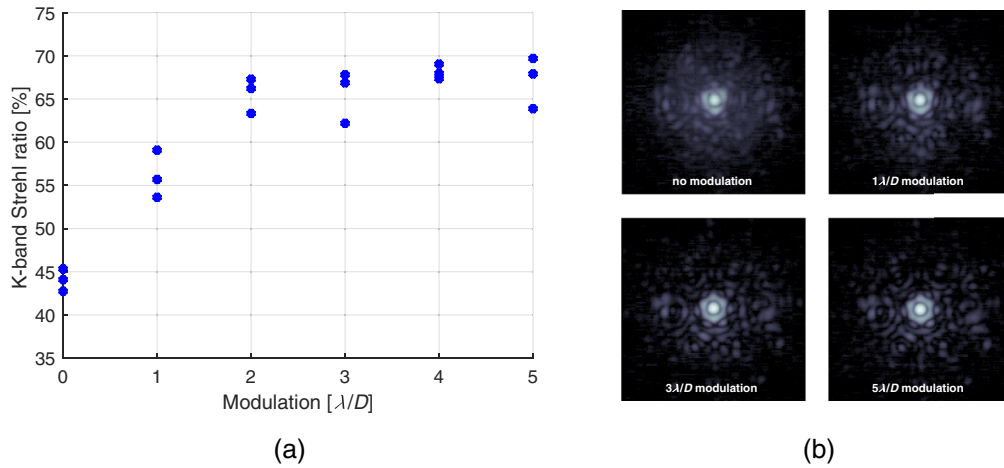 K-band Strehl ratio [%]
75
70
65
60
55
50
45
40
35
0 1 2 3 4 5
Modulation [λ/D]
(a)
no modulation
1λ/D modulation
3λ/D modulation
5λ/D modulation
(b)